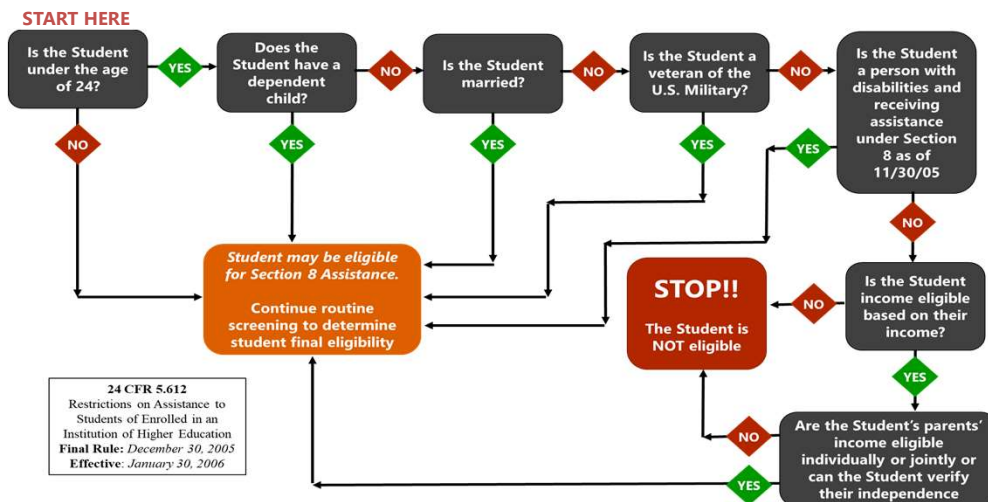 START HERE
Is the Student
under the age
of 24?
YES
Does the
Student have a
dependent
child?
NO
Is the Student
married?
NO
Is the Student a
veteran of the
U.S. Military?
NO
Is the Student
a person with
disabilities and
receiving
assistance
under Section
8 as of
11/30/05
NO
YES
YES
YES
YES
NO
Student may be eligible
for Section 8 Assistance.
Continue routine
screening to determine
student final eligibility
STOP!!
The Student is
NOT eligible
NO
Is the Student
income eligible
based on their
income?
YES
24 CFR 5.612
Restrictions on Assistance to
Students of Enrolled in an
Institution of Higher Education
Final Rule: December 30, 2005
Effective: January 30, 2006
NO
YES
Are the Student's parents'
income eligible
individually or jointly or
can the Student verify
their independence